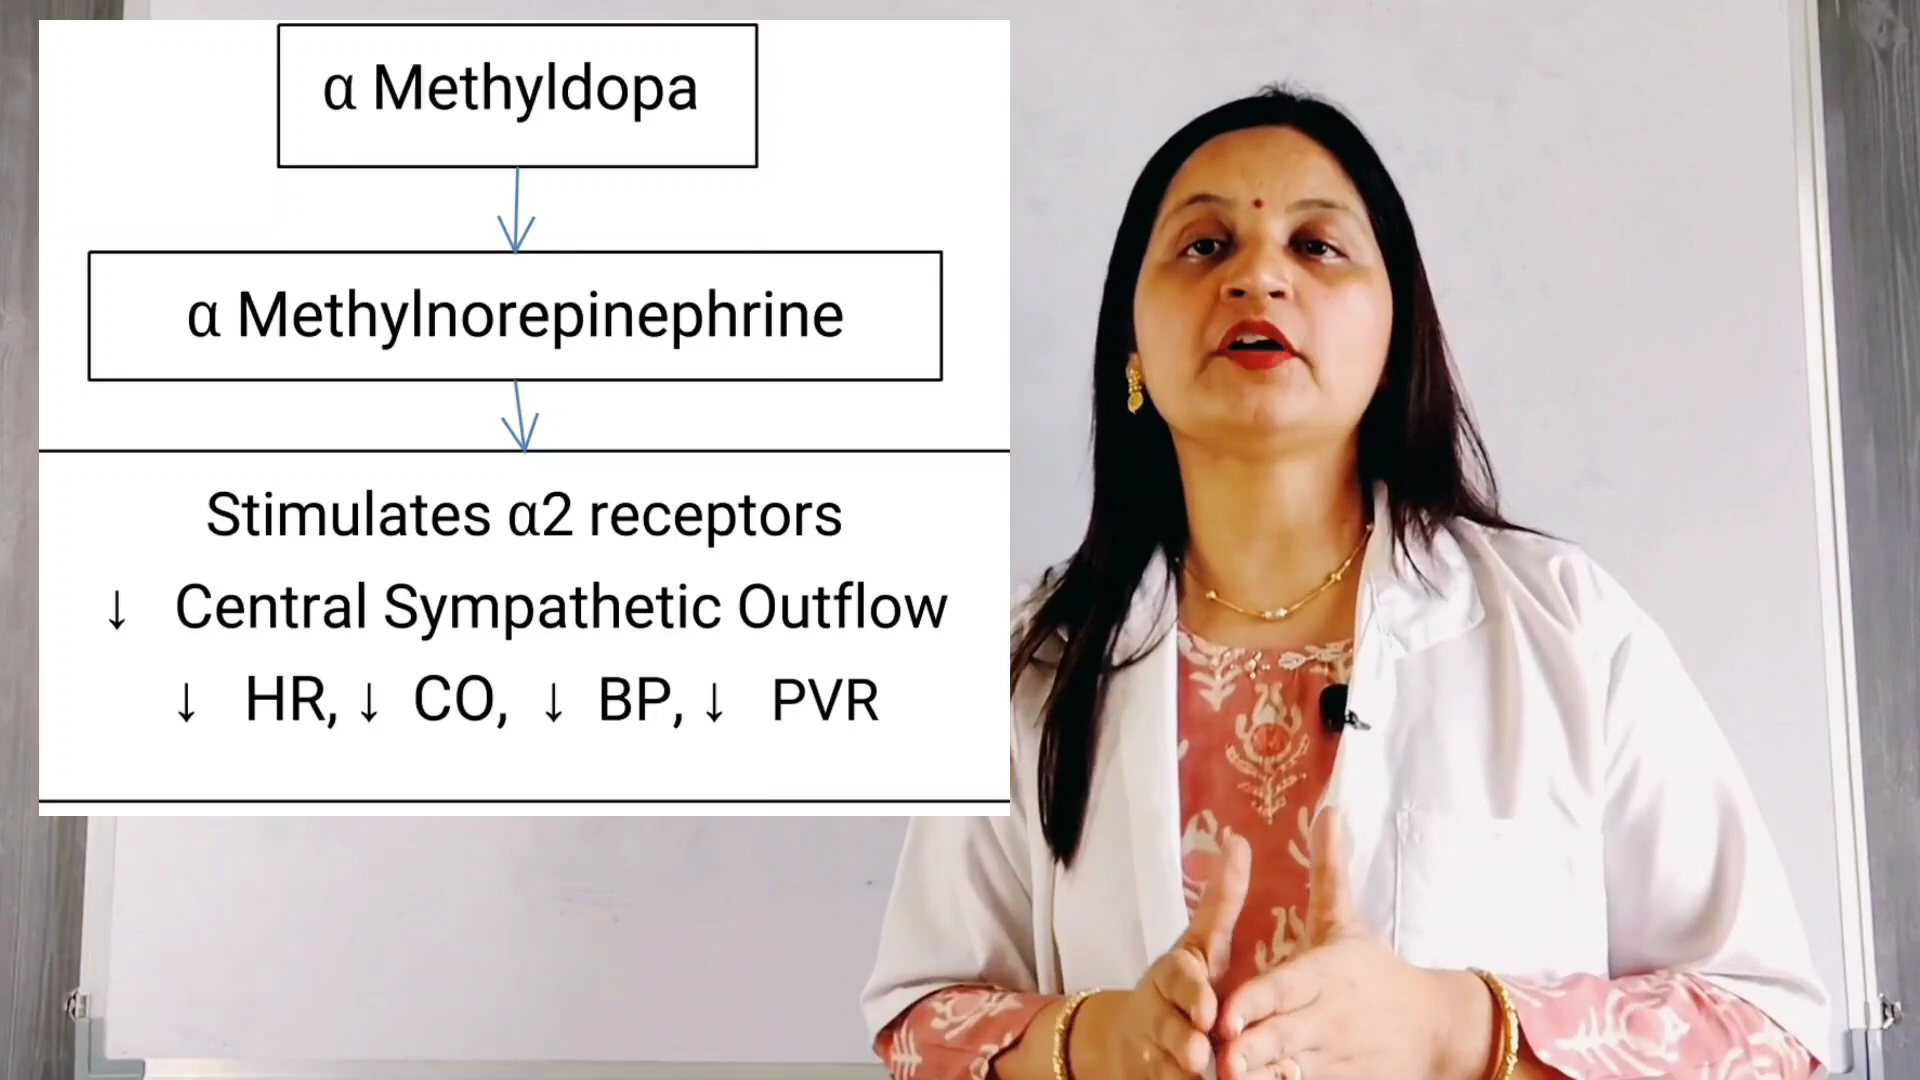 α Methyldopa
α Methylnorepinephrine
Stimulates α2 receptors
↓ Central Sympathetic Outflow
↓ HR, ↓ CO, ↓ BP, ↓ PVR